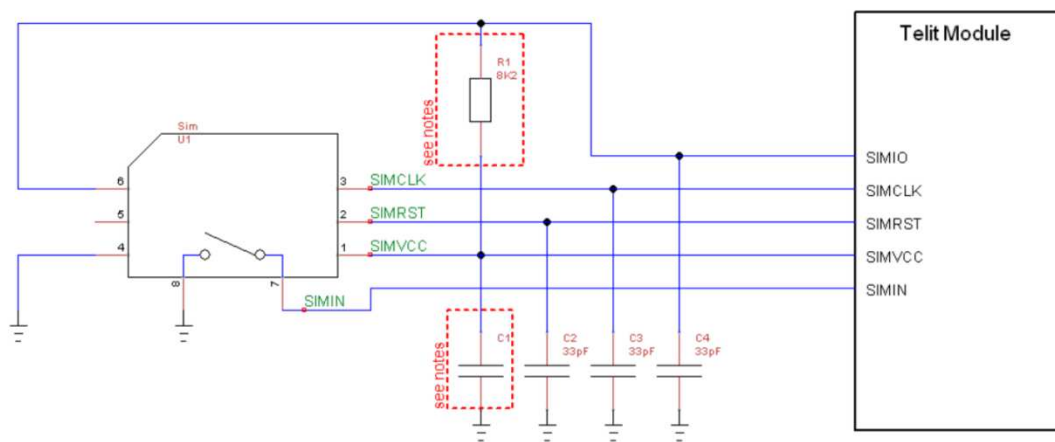 Telit Module
R1
8K2
see notes
Sim
U1
6
3
SIMCLK
SIMIO
SIMCLK
5
2
SIMRST
SIMRST
4
1
SIMVCC
SIMVCC
8
7
SIMIN
SIMIN
see notes
C1
C2
33pF
C3
33pF
C4
33pF